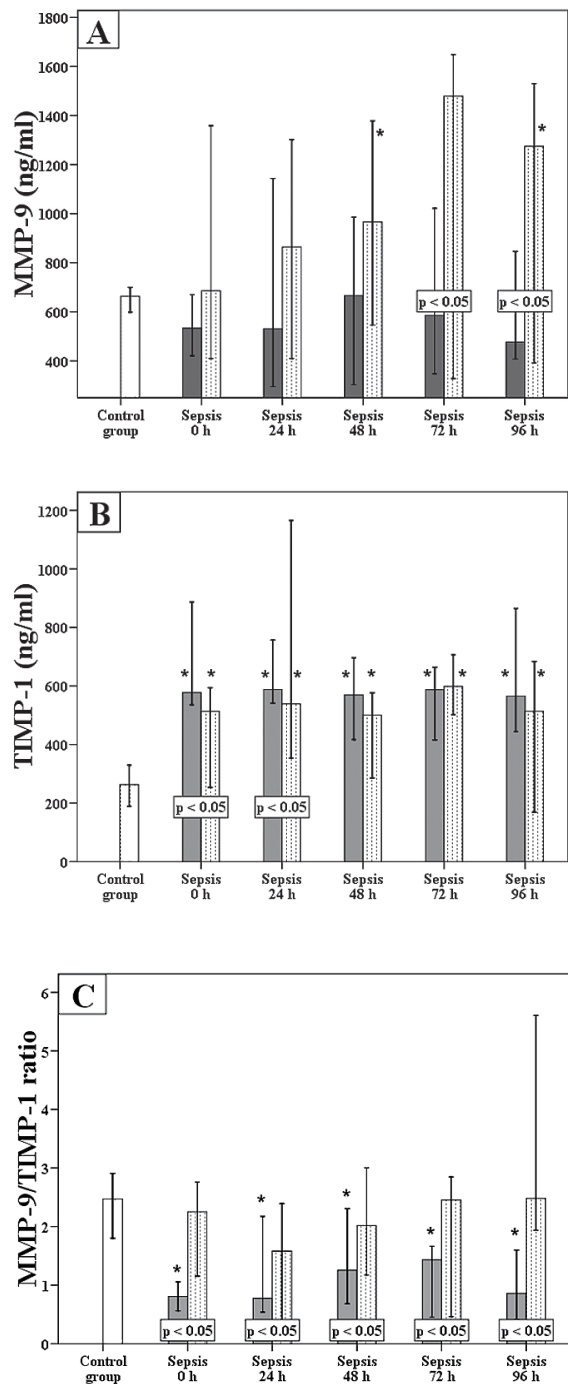 A
MMP-9 (ng/ml)
1800
1600
1400
1200
1000
800
600
400
*
*
p < 0.05
p < 0.05
Control group
Sepsis 0 h
Sepsis 24 h
Sepsis 48 h
Sepsis 72 h
Sepsis 96 h
B
TIMP-1 (ng/ml)
1200
1000
800
600
400
200
0
* * * * * * * * * *
p < 0.05
p < 0.05
Control group
Sepsis 0 h
Sepsis 24 h
Sepsis 48 h
Sepsis 72 h
Sepsis 96 h
C
MMP-9/TIMP-1 ratio
6
5
4
3
2
1
0
* * * * *
p < 0.05
p < 0.05
p < 0.05
p < 0.05
p < 0.05
Control group
Sepsis 0 h
Sepsis 24 h
Sepsis 48 h
Sepsis 72 h
Sepsis 96 h